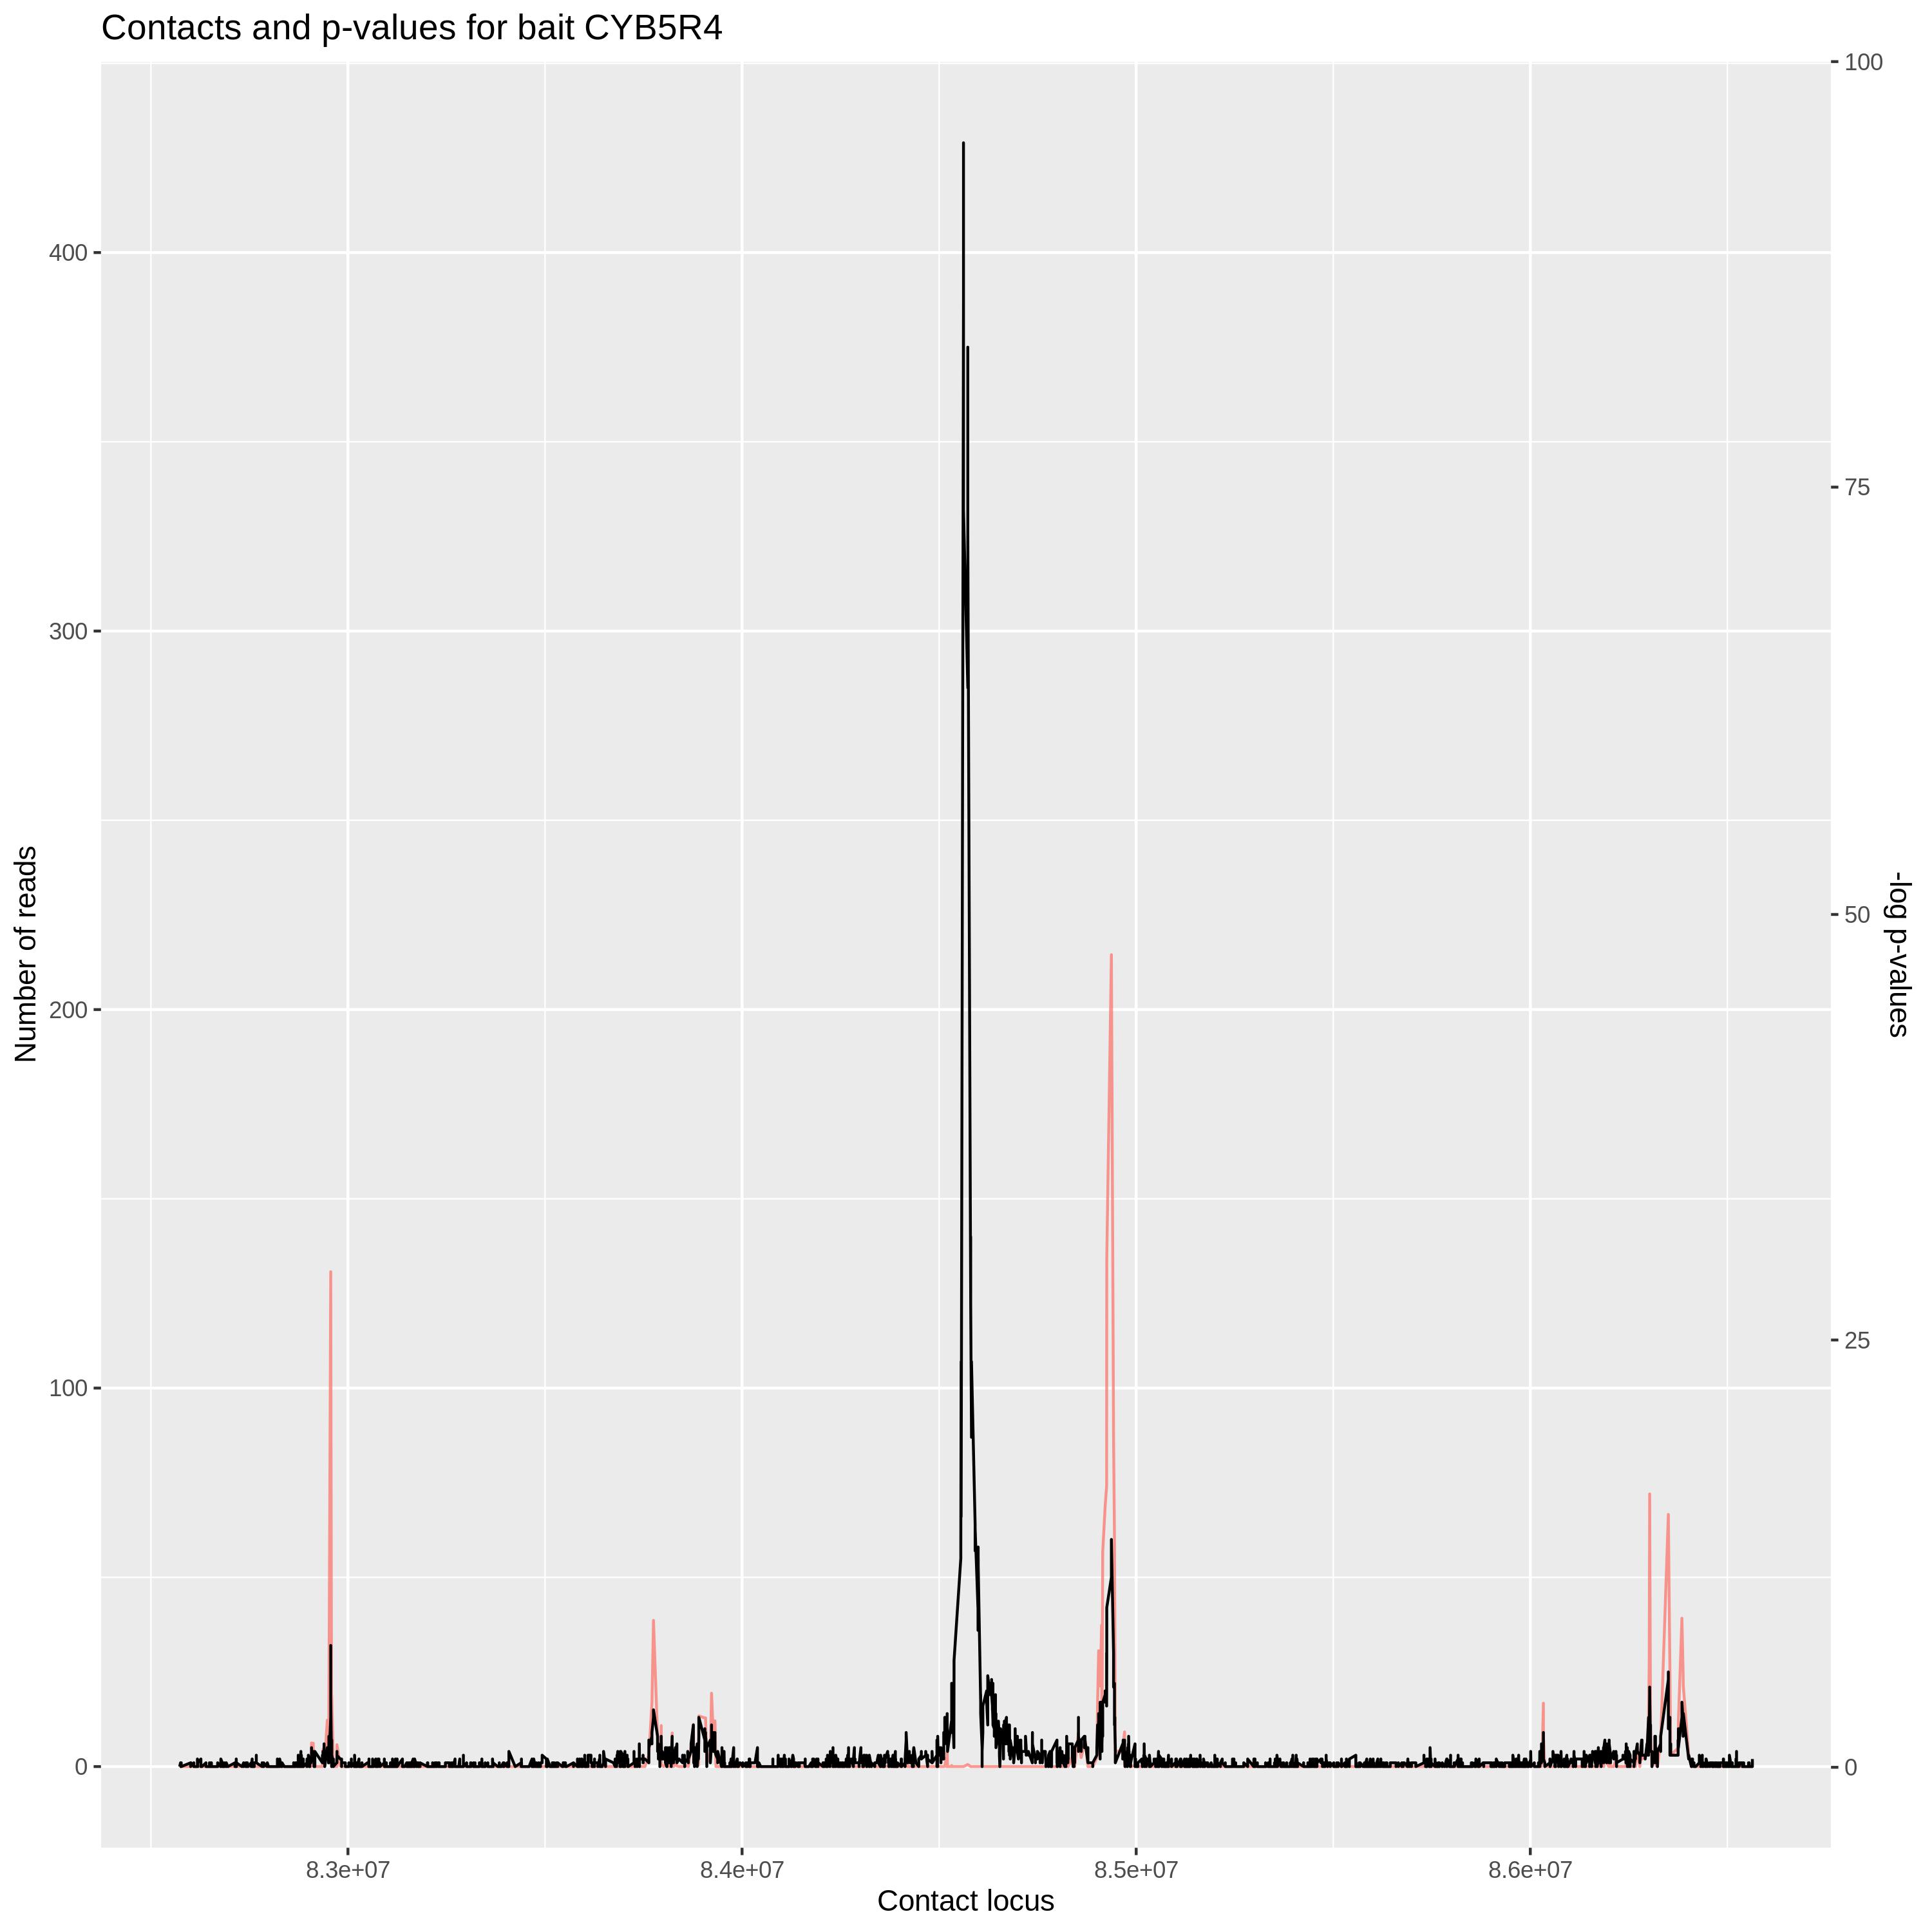 Contacts and p-values for bait CYB5R4
100
400
75
300
Number of reads
50
-log p-values
200
25
100
0
0
8.3e+07
8.4e+07
8.5e+07
8.6e+07
Contact locus